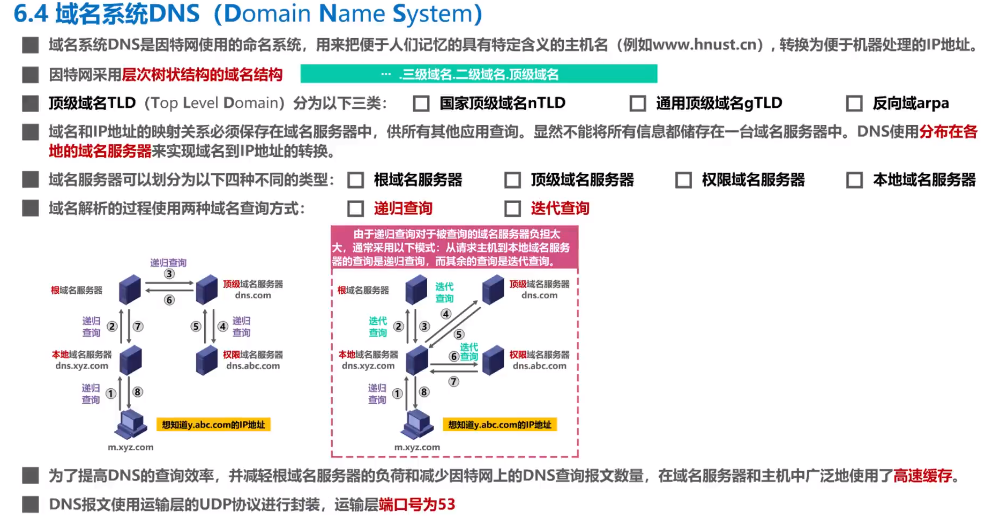 6.4 域名系统DNS（Domain Name System）
域名系统DNS是因特网使用的命名系统，用来把便于人们记忆的具有特定含义的主机名（例如www.hnust.cn）, 转换为便于机器处理的IP地址。
因特网采用层次树状结构的域名结构
… .三级域名.二级域名.顶级域名
顶级域名TLD（Top Level Domain）分为以下三类： 国家顶级域名nTLD 通用顶级域名gTLD 反向域arpa
域名和IP地址的映射关系必须保存在域名服务器中，供所有其他应用查询。显然不能将所有信息都储存在一台域名服务器中。DNS使用分布在各
地的域名服务器来实现域名到IP地址的转换。
域名服务器可以划分为以下四种不同的类型： 根域名服务器 顶级域名服务器 权限域名服务器 本地域名服务器
域名解析的过程使用两种域名查询方式： 递归查询 迭代查询
递归查询
③
根域名服务器
顶级域名服务器
dns.com
⑥
递归
查询
② ⑦
⑤ ④
递归
查询
本地域名服务器
dns.xyz.com
权限域名服务器
dns.abc.com
递归
查询
① ⑧
想知道y.abc.com的IP地址
m.xyz.com
由于递归查询对于被查询的域名服务器负担太
大，通常采用以下模式：从请求主机到本地域名服务
器的查询是递归查询，而其余的查询是迭代查询。
根域名服务器
迭代
查询
顶级域名服务器
dns.com
④
迭代
查询
② ③
⑤
本地域名服务器
dns.xyz.com
迭代
查询
⑥
⑦
权限域名服务器
dns.abc.com
递归
查询
① ⑧
想知道y.abc.com的IP地址
m.xyz.com
为了提高DNS的查询效率，并减轻根域名服务器的负荷和减少因特网上的DNS查询报文数量，在域名服务器和主机中广泛地使用了高速缓存。
DNS报文使用运输层的UDP协议进行封装，运输层端口号为53